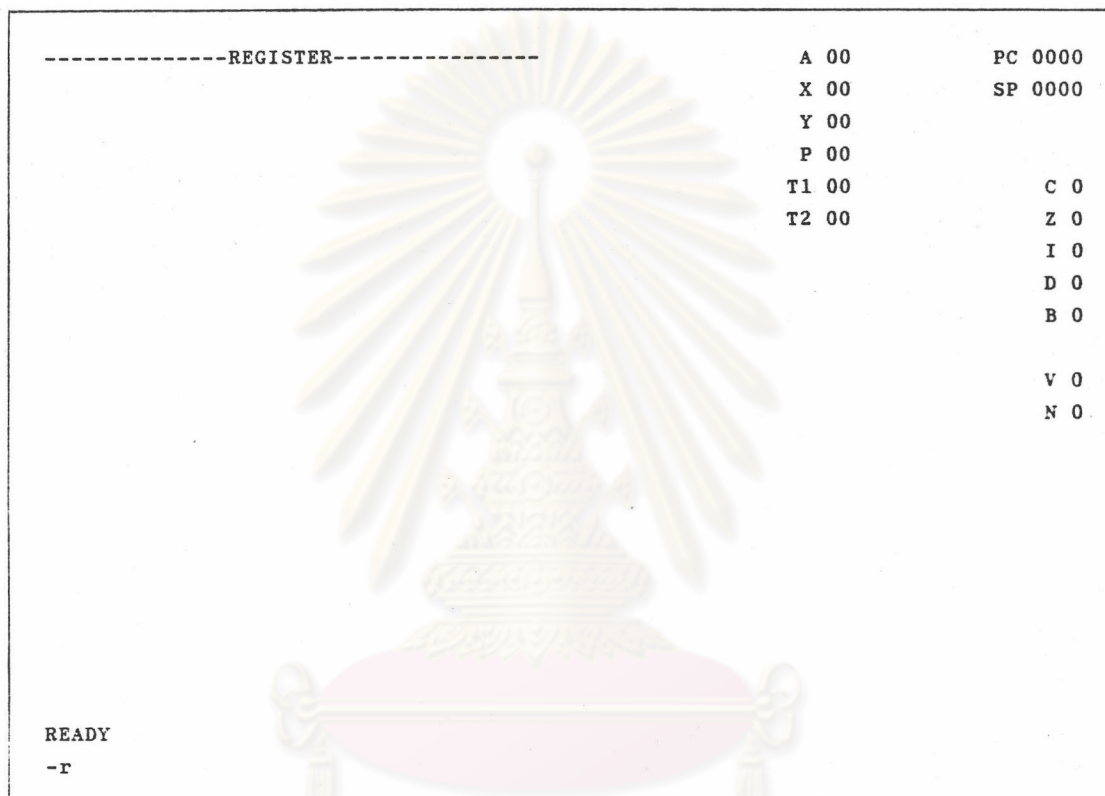 --------------REGISTER---------------- A 00 PC 0000
X 00 SP 0000
Y 00
P 00
T1 00 C 0
T2 00 Z 0
I 0
D 0
B 0
V 0
N 0
READY
-r